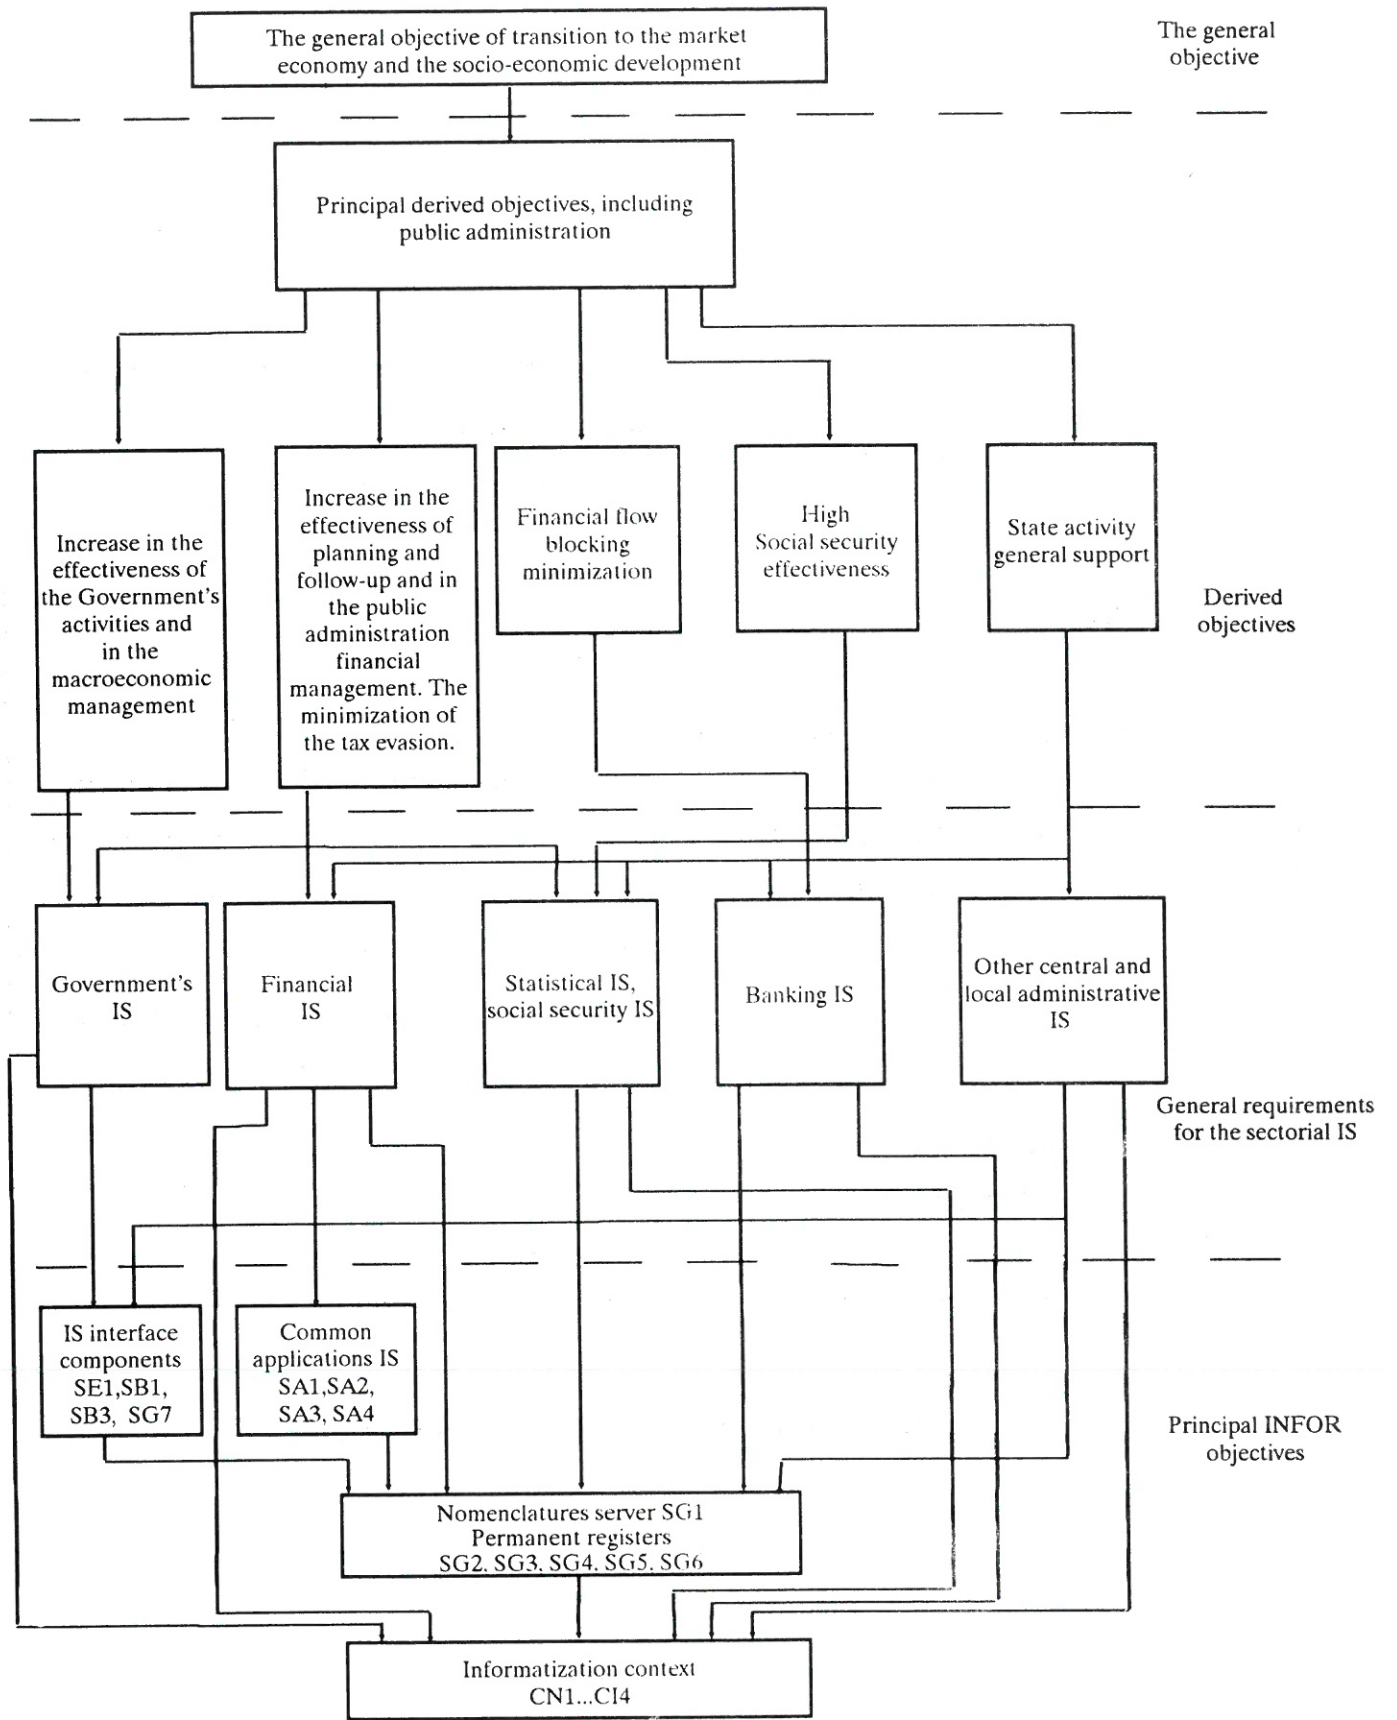 The general objective of transition to the market
economy and the socio-economic development
The general
objective
Principal derived objectives, including
public administration
Increase in the
effectiveness of
the Government's
activities and
in the
macroeconomic
management
Increase in the
effectiveness of
planning and
follow-up and in
the public
administration
financial
management. The
minimization of
the tax evasion.
Financial flow
blocking
minimization
High
Social security
effectiveness
State activity
general support
Derived
objectives
Government's
IS
Financial
IS
Statistical IS,
social security IS
Banking IS
Other central and
local administrative
IS
General requirements
for the sectorial IS
IS interface
components
SE1,SB1,
SB3, SG7
Common
applications IS
SA1,SA2,
SA3, SA4
Principal INFOR
objectives
Nomenclatures server SG1
Permanent registers
SG2, SG3, SG4, SG5, SG6
Informatization context
CN1...CI4